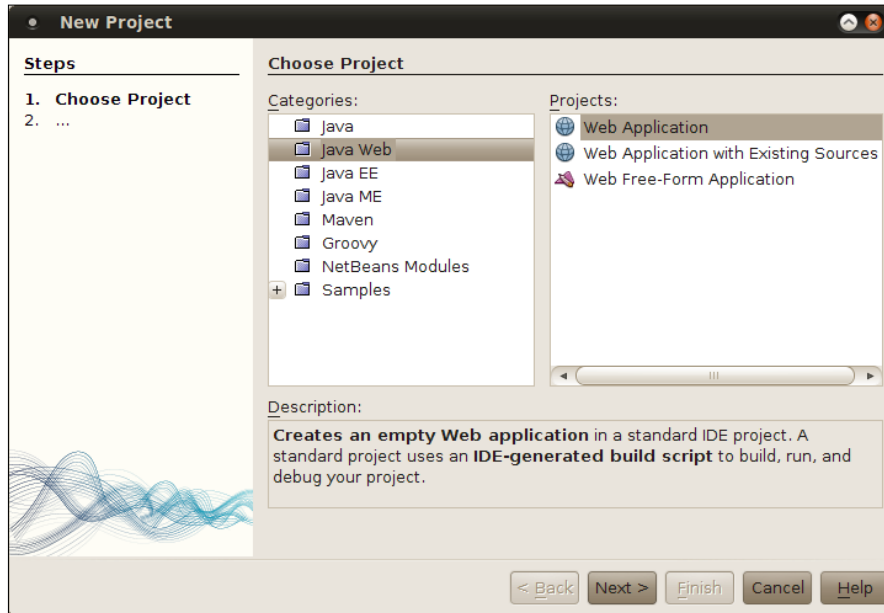 New Project
Steps
1. Choose Project
2. ...
Choose Project
Categories:
Java
Java Web
Java EE
Java ME
Maven
Groovy
NetBeans Modules
+ Samples
Projects:
Web Application
Web Application with Existing Sources
Web Free-Form Application
Description:
Creates an empty Web application in a standard IDE project. A
standard project uses an IDE-generated build script to build, run, and
debug your project.
< Back Next > Finish Cancel Help